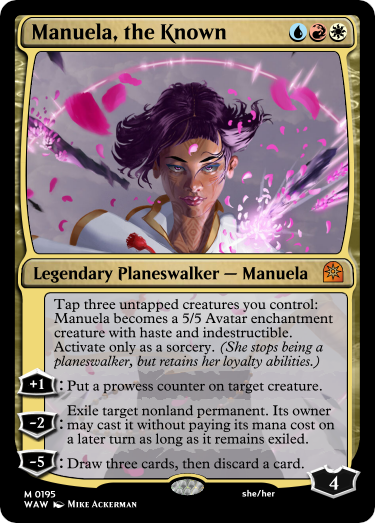 Manuela, the Known
Legendary Planeswalker — Manuela
Tap three untapped creatures you control:
Manuela becomes a 5/5 Avatar enchantment
creature with haste and indestructible.
Activate only as a sorcery. (She stops being a
planeswalker, but retains her loyalty abilities.)
+1: Put a prowess counter on target creature.
Exile target nonland permanent. Its owner
-2: may cast it without paying its mana cost on
a later turn as long as it remains exiled.
-5: Draw three cards, then discard a card.
4
M 0195
she/her
WAW Mike Ackerman